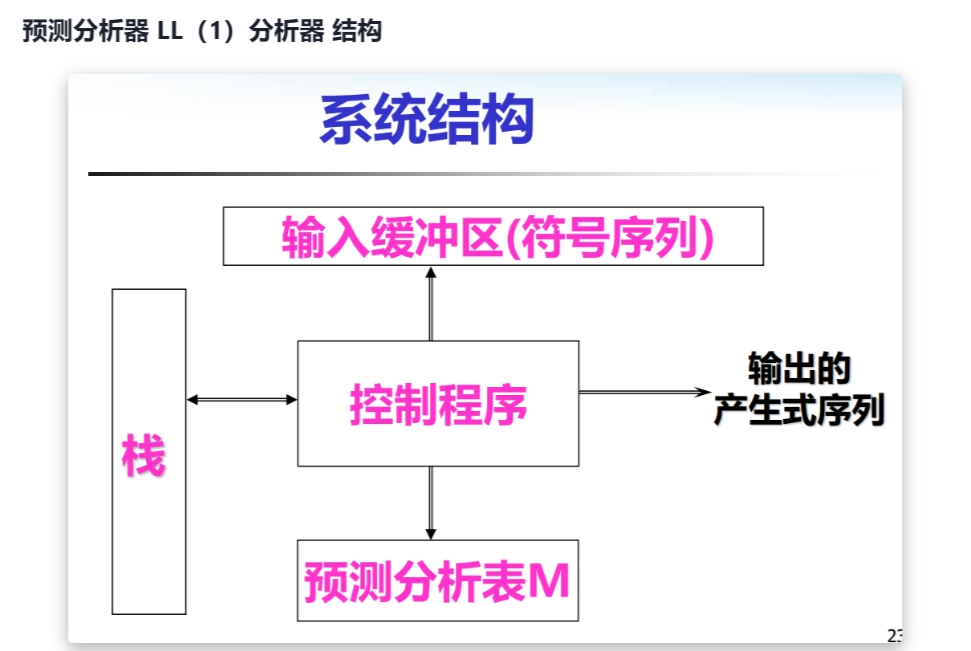 预测分析器 LL（1）分析器 结构
系统结构
输入缓冲区(符号序列)
控制程序
输出的
产生式序列
栈
预测分析表M
23